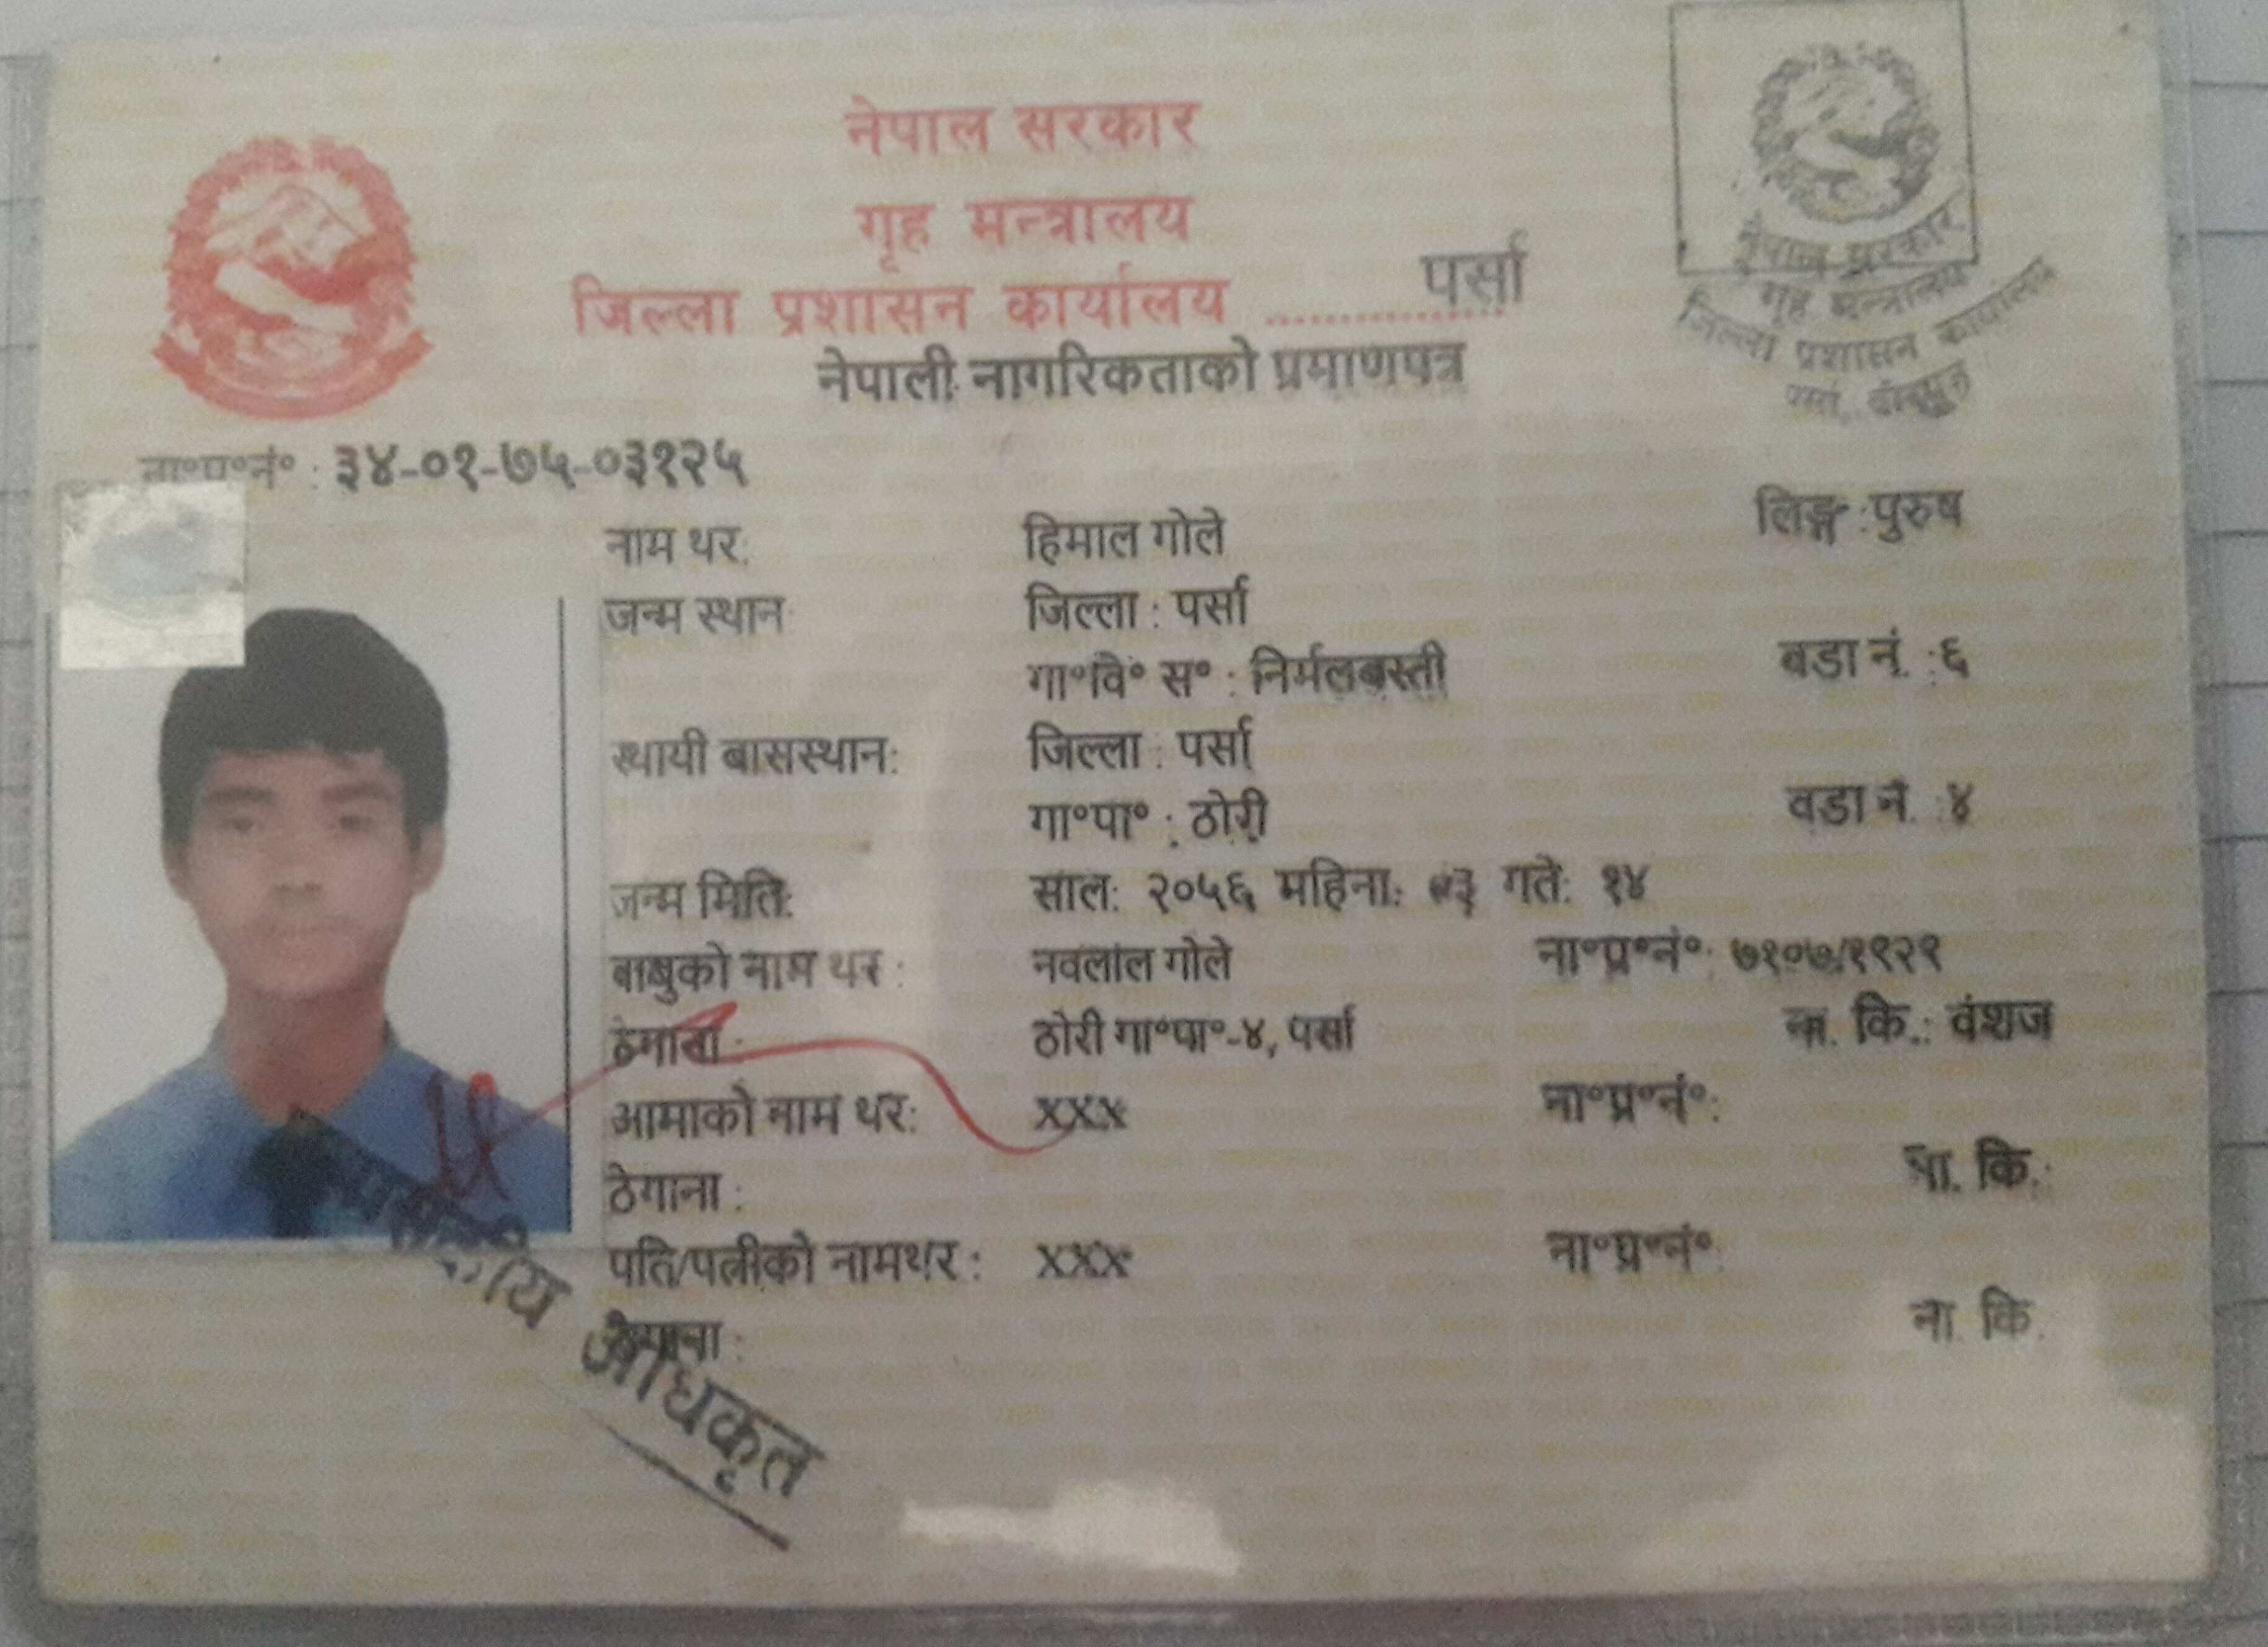 नेपाल सरकार
गृह मन्त्रालय
जिल्ला प्रशासन कार्यालय ................ पर्सा
नेपाली नागरिकताको प्रमाणपत्र
नेपाल सरकार
गृह मन्त्रालय
जिल्ला प्रशासन कार्यालय
पर्सा,
ना॰प्र॰नं॰ : ३४-०१-७५-०३१२५
नाम थर: हिमाल गोले लिङ्ग :पुरुष
जन्म स्थान जिल्ला : पर्सा
गा॰वि॰ स॰ : निर्मलबस्ती वडा नं. :६
स्थायी बासस्थान: जिल्ला : पर्सा
गा॰पा॰ : ठोरी वडा नं. :४
जन्म मिति: साल: २०५६ महिना: ०३ गते: १४
बाबुको नाम थर : नवलाल गोले ना॰प्र॰नं॰: ७१०७/१९२१
ठेगाना : ठोरी गा॰पा॰-४, पर्सा ना. कि.: वंशज
आमाको नाम थर: xxx ना॰प्र॰नं॰:
ठेगाना : ना. कि.:
पति/पत्नीको नामथर : xxx ना॰प्र॰नं॰:
ठेगाना : ना. कि.
अधिकृत